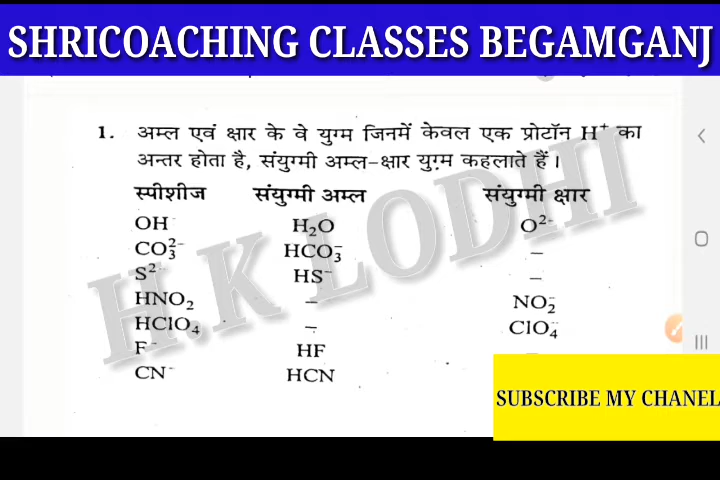 SHRICOACHING CLASSES BEGAMGANJ
1. अम्ल एवं क्षार के वे युग्म जिनमें केवल एक प्रोटॉन H⁺ का
अन्तर होता है, संयुग्मी अम्ल-क्षार युग्म कहलाते हैं।
स्पीशीज संयुग्मी अम्ल संयुग्मी क्षार
OH⁻ H₂O O²⁻
CO₃²⁻ HCO₃⁻ –
S²⁻ HS⁻ –
HNO₂ – NO₂⁻
HClO₄ – ClO₄⁻
F⁻ HF –
CN⁻ HCN
H.K LODHI
SUBSCRIBE MY CHANEL